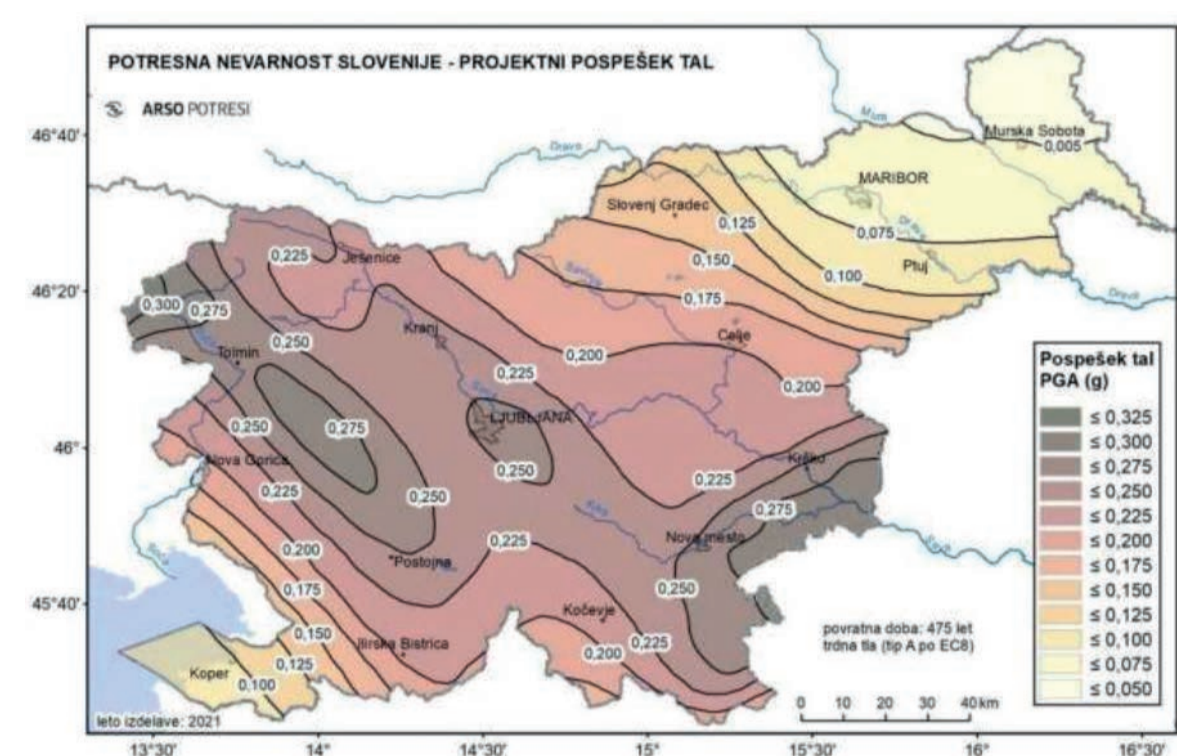 POTRESNA NEVARNOST SLOVENIJE - PROJEKTNI POSPEŠEK TAL
ARSO POTRESI
46°40'
46°20'
46°
45°40'
Mura
Murska Sobota
0,005
Drava
MARIBOR
Slovenj Gradec
0,125
Drava
0,075
0,150
Ptuj
0,100
Drava
0,225
Jesenice
0,300
0,275
Savinja
0,175
0,250
Kranj
Celje
Tolmin
0,200
0,225
0,200
Sava
LJUBLJANA
0,250
0,275
Nova Gorica
0,250
0,225
Krško
0,225
0,250
0,275
Krka
Sava
Novo mesto
0,200
0,225
Postojna
0,250
0,175
Kočevje
0,150
Ilirska Bistrica
0,200
0,225
Koper
0,125
0,100
povratna doba: 475 let
trdna tla (tip A po EC8)
0 10 20 30 40 km
leto izdelave: 2021
13°30' 14° 14°30' 15° 15°30' 16° 16°30'
Pospešek tal
PGA (g)
≤ 0,325
≤ 0,300
≤ 0,275
≤ 0,250
≤ 0,225
≤ 0,200
≤ 0,175
≤ 0,150
≤ 0,125
≤ 0,100
≤ 0,075
≤ 0,050